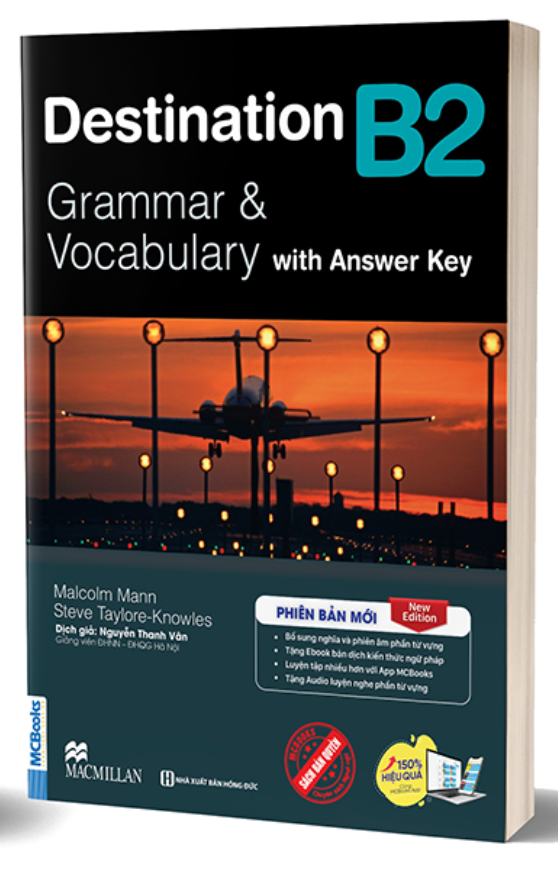 Destination B2
Grammar &
Vocabulary with Answer Key
Malcolm Mann
Steve Taylore-Knowles
Dịch giả: Nguyễn Thanh Vân
Giảng viên ĐHNN - ĐHQG Hà Nội
PHIÊN BẢN MỚI
New
Edition
• Bổ sung nghĩa và phiên âm phần từ vựng
• Tặng Ebook bản dịch kiến thức ngữ pháp
• Luyện tập nhiều hơn với App MCBooks
• Tặng Audio luyện nghe phần từ vựng
MCBooks
MACMILLAN
NHÀ XUẤT BẢN HỒNG ĐỨC
MCBOOKS
SÁCH BẢN QUYỀN
150%
HIỆU QUẢ